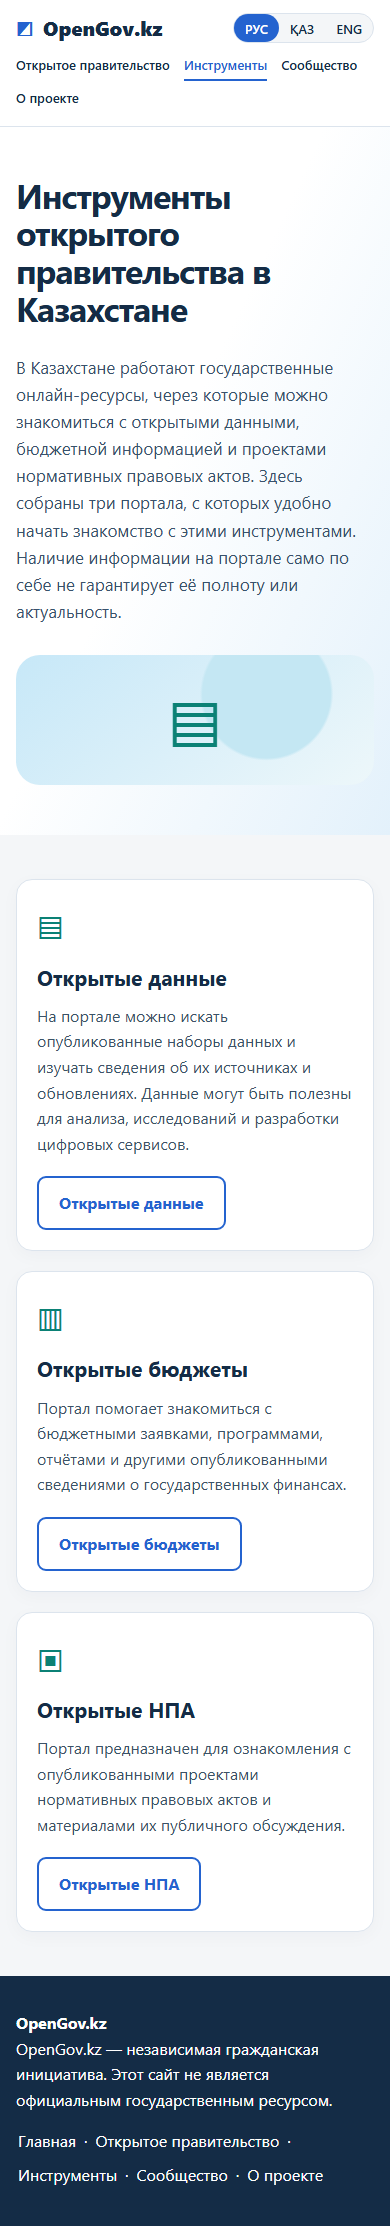 OpenGov.kz
РУС ҚАЗ ENG
Открытое правительство Инструменты Сообщество
О проекте
Инструменты
открытого
правительства в
Казахстане
В Казахстане работают государственные
онлайн-ресурсы, через которые можно
знакомиться с открытыми данными,
бюджетной информацией и проектами
нормативных правовых актов. Здесь
собраны три портала, с которых удобно
начать знакомство с этими инструментами.
Наличие информации на портале само по
себе не гарантирует её полноту или
актуальность.
Открытые данные
На портале можно искать
опубликованные наборы данных и
изучать сведения об их источниках и
обновлениях. Данные могут быть полезны
для анализа, исследований и разработки
цифровых сервисов.
Открытые данные
Открытые бюджеты
Портал помогает знакомиться с
бюджетными заявками, программами,
отчётами и другими опубликованными
сведениями о государственных финансах.
Открытые бюджеты
Открытые НПА
Портал предназначен для ознакомления с
опубликованными проектами
нормативных правовых актов и
материалами их публичного обсуждения.
Открытые НПА
OpenGov.kz
OpenGov.kz — независимая гражданская
инициатива. Этот сайт не является
официальным государственным ресурсом.
Главная · Открытое правительство ·
Инструменты · Сообщество · О проекте